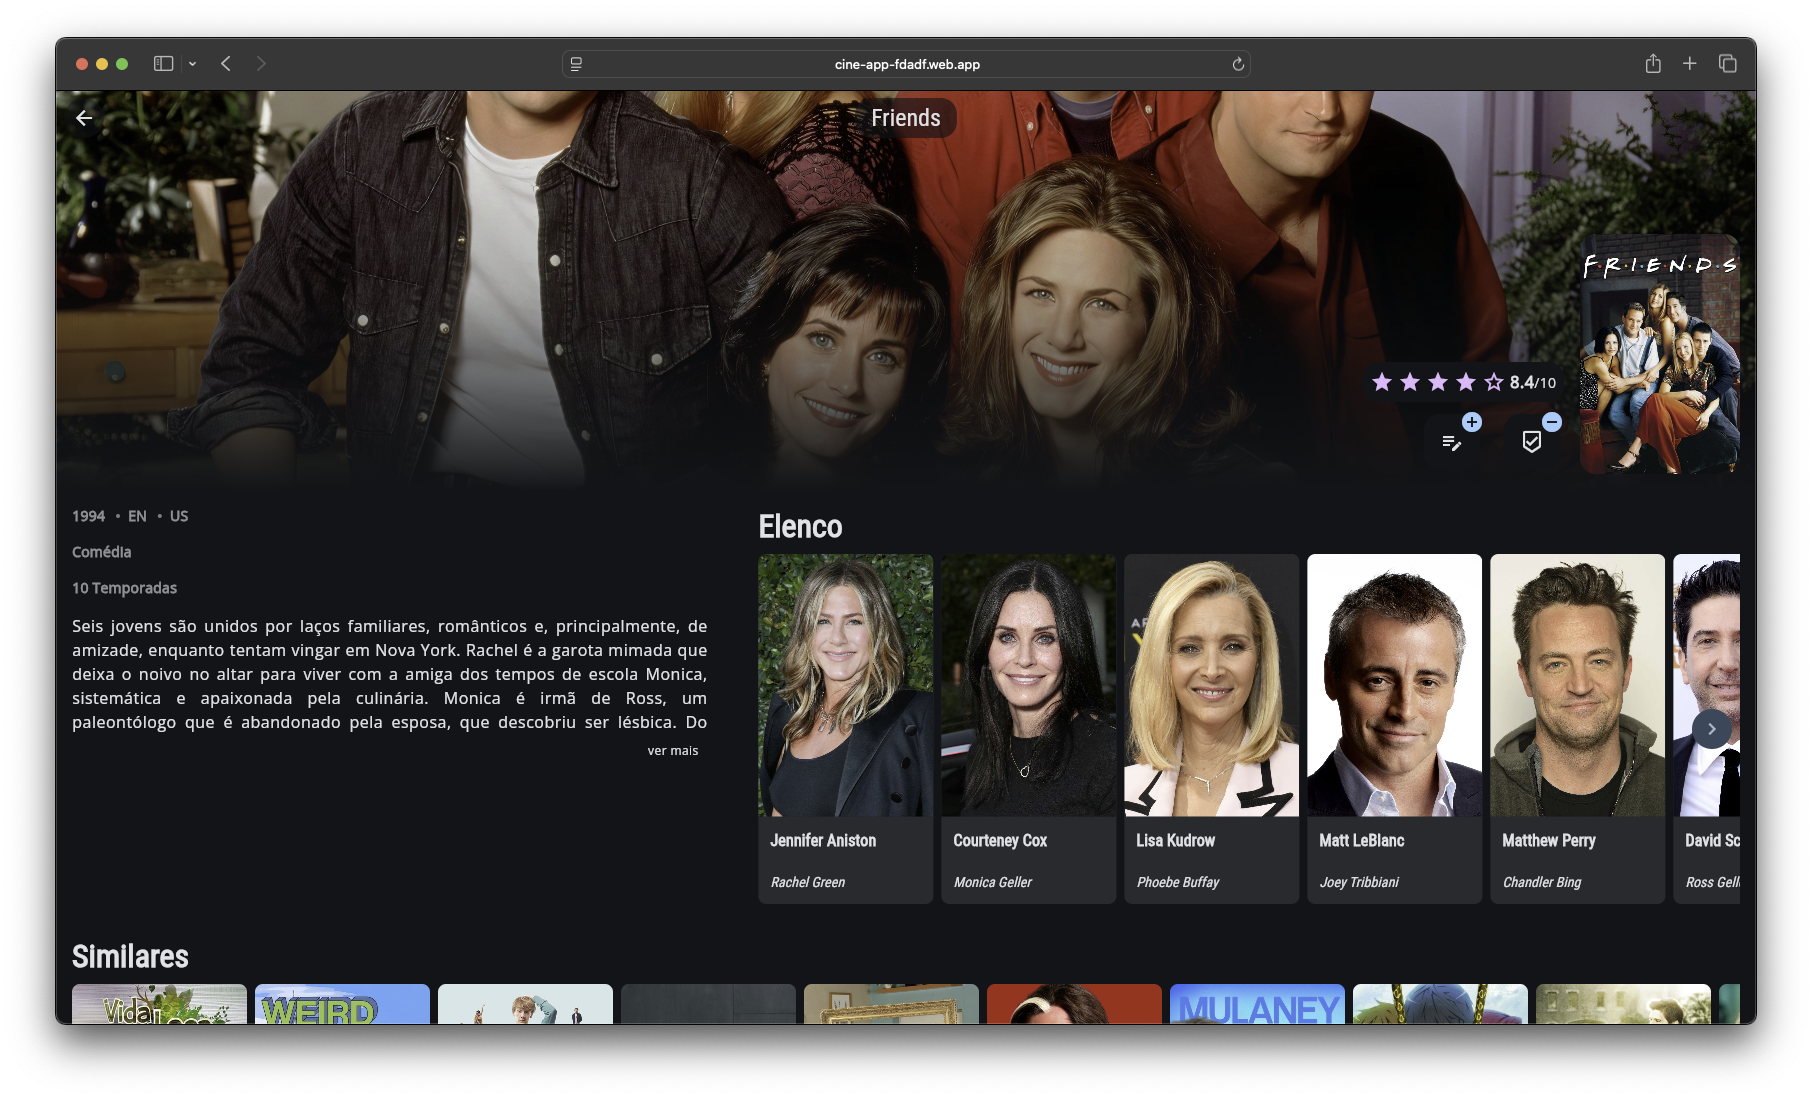 cine-app-fdadf.web.app
Friends
F·R·I·E·N·D·S
8.4/10
1994 • EN • US
Comédia
10 Temporadas
Seis jovens são unidos por laços familiares, românticos e, principalmente, de
amizade, enquanto tentam vingar em Nova York. Rachel é a garota mimada que
deixa o noivo no altar para viver com a amiga dos tempos de escola Monica,
sistemática e apaixonada pela culinária. Monica é irmã de Ross, um
paleontólogo que é abandonado pela esposa, que descobriu ser lésbica. Do
ver mais
Elenco
Jennifer Aniston
Rachel Green
Courteney Cox
Monica Geller
Lisa Kudrow
Phoebe Buffay
Matt LeBlanc
Joey Tribbiani
Matthew Perry
Chandler Bing
David Sc
Ross Gell
Similares
Vida
WEIRD
MULANEY